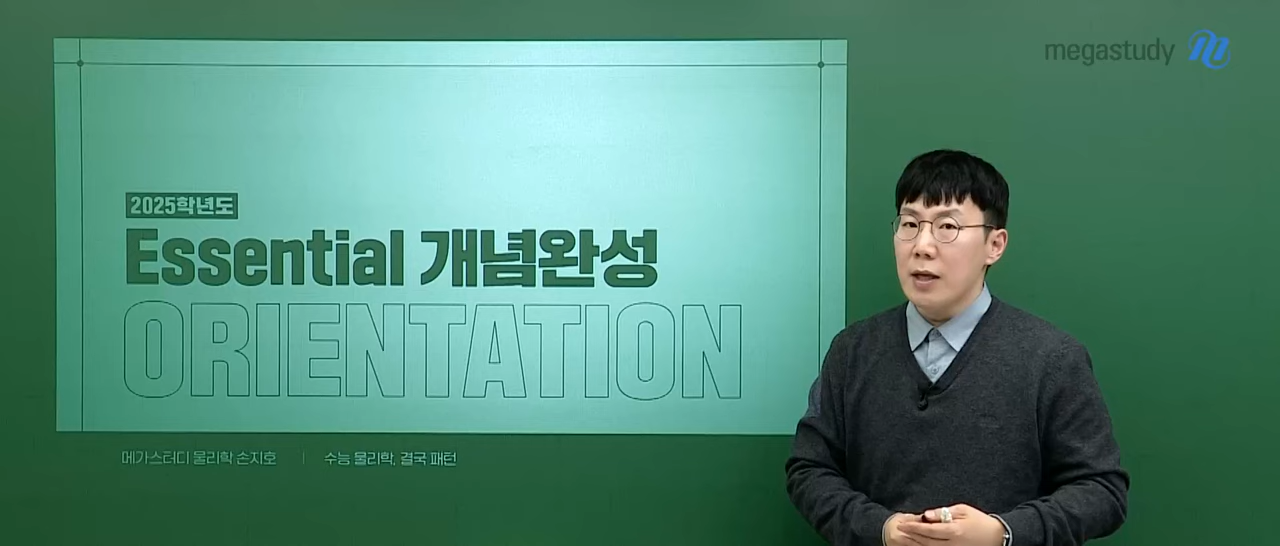 megastudy
2025학년도
Essential 개념완성
ORIENTATION
메가스터디 물리학 손지호 | 수능 물리학, 결국 패턴